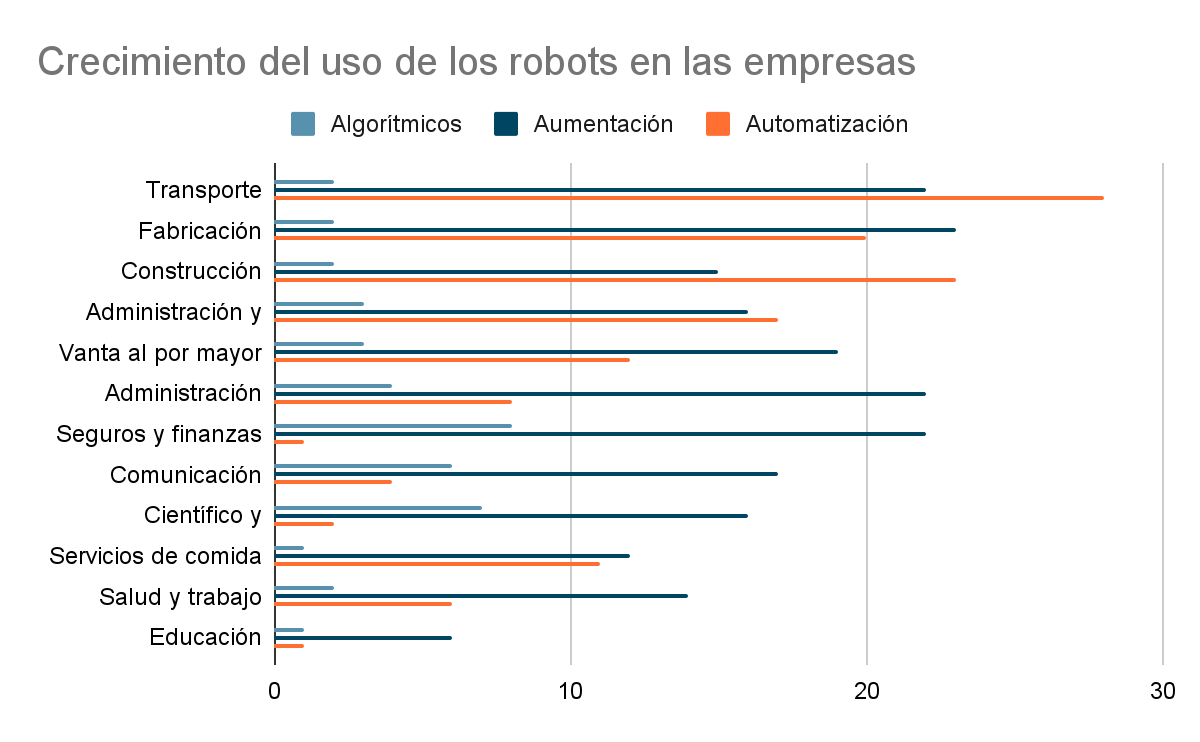 Crecimiento del uso de los robots en las empresas
Algorítmicos Aumentación Automatización
Transporte
Fabricación
Construcción
Administración y
Vanta al por mayor
Administración
Seguros y finanzas
Comunicación
Científico y
Servicios de comida
Salud y trabajo
Educación
0 10 20 30